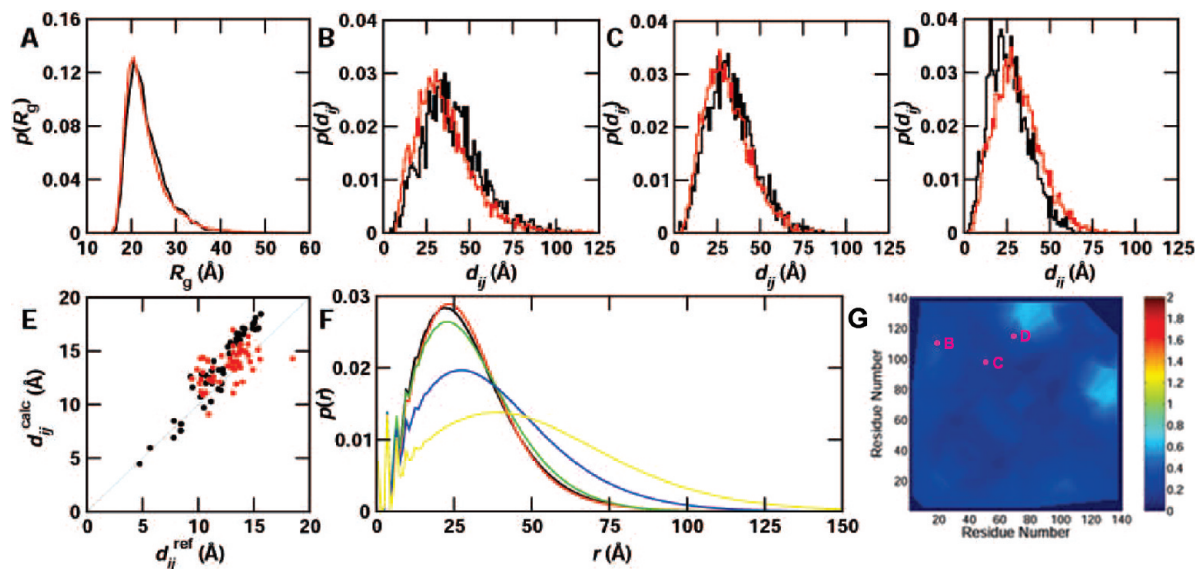 A
0.16
0.12
0.08
0.04
0
p(Rg)
10 20 30 40 50 60
Rg (Å)
B
0.04
0.03
0.02
0.01
0
p(dij)
0 25 50 75 100 125
dij (Å)
C
0.04
0.03
0.02
0.01
0
p(dij)
0 25 50 75 100 125
dij (Å)
D
0.04
0.03
0.02
0.01
0
p(dij)
0 25 50 75 100 125
dij (Å)
E
20
15
10
5
0
dij calc (Å)
0 5 10 15 20
dij ref (Å)
F
0.03
0.02
0.01
0
p(r)
0 25 50 75 100 125 150
r (Å)
G
140
120
100
80
60
40
20
Residue Number
B
C
D
20 40 60 80 100 120 140
Residue Number
2
1.8
1.6
1.4
1.2
1
0.8
0.6
0.4
0.2
0